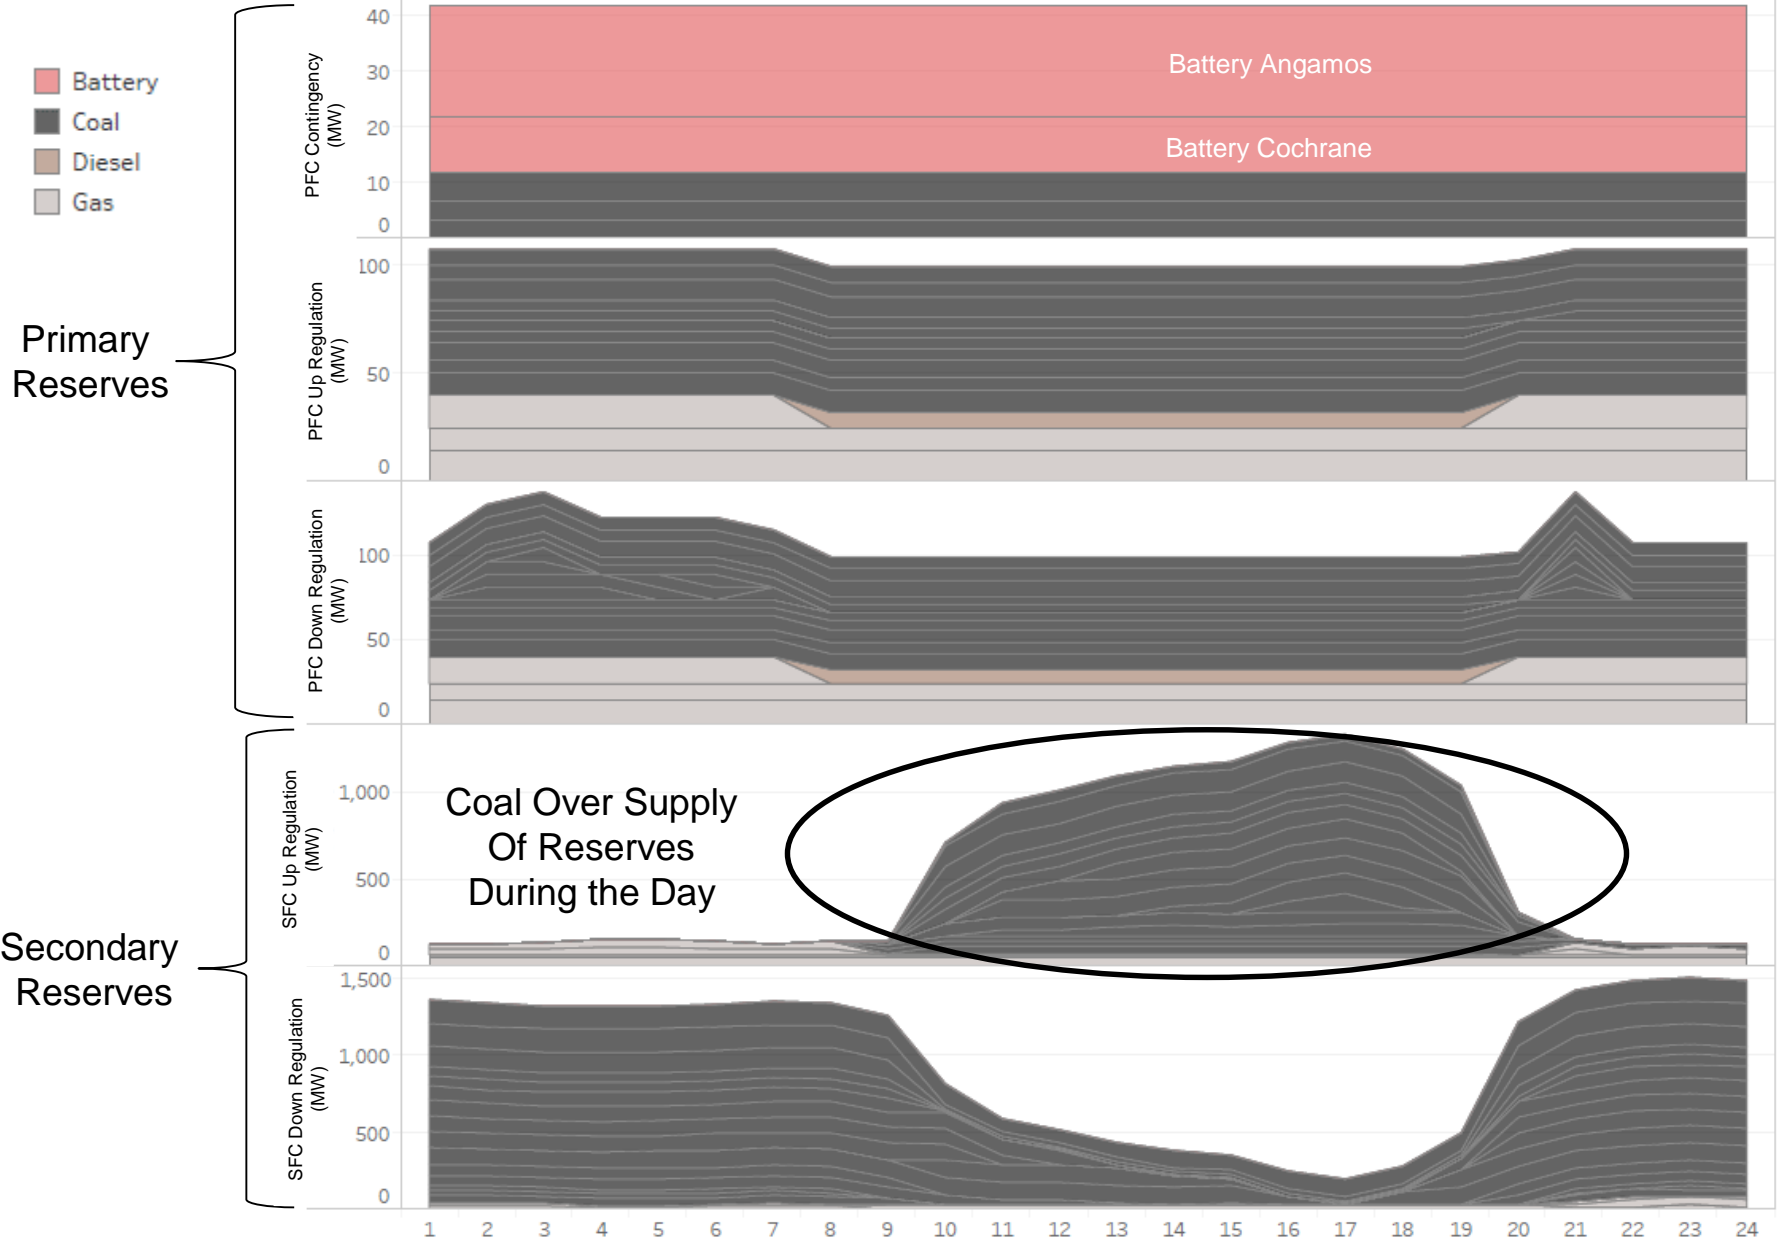 Battery
Coal
Diesel
Gas
Primary
Reserves
Secondary
Reserves
PFC Contingency
(MW)
40
30
20
10
0
Battery Angamos
Battery Cochrane
PFC Up Regulation
(MW)
100
50
0
PFC Down Regulation
(MW)
100
50
0
SFC Up Regulation
(MW)
1,000
500
0
Coal Over Supply
Of Reserves
During the Day
SFC Down Regulation
(MW)
1,500
1,000
500
0
1 2 3 4 5 6 7 8 9 10 11 12 13 14 15 16 17 18 19 20 21 22 23 24